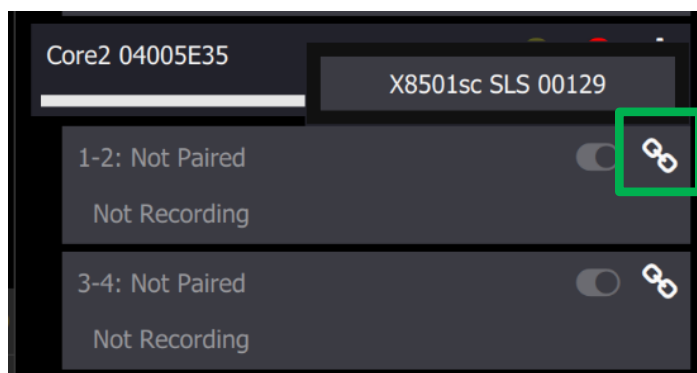 Core2 04005E35
X8501sc SLS 00129
1-2: Not Paired
Not Recording
3-4: Not Paired
Not Recording